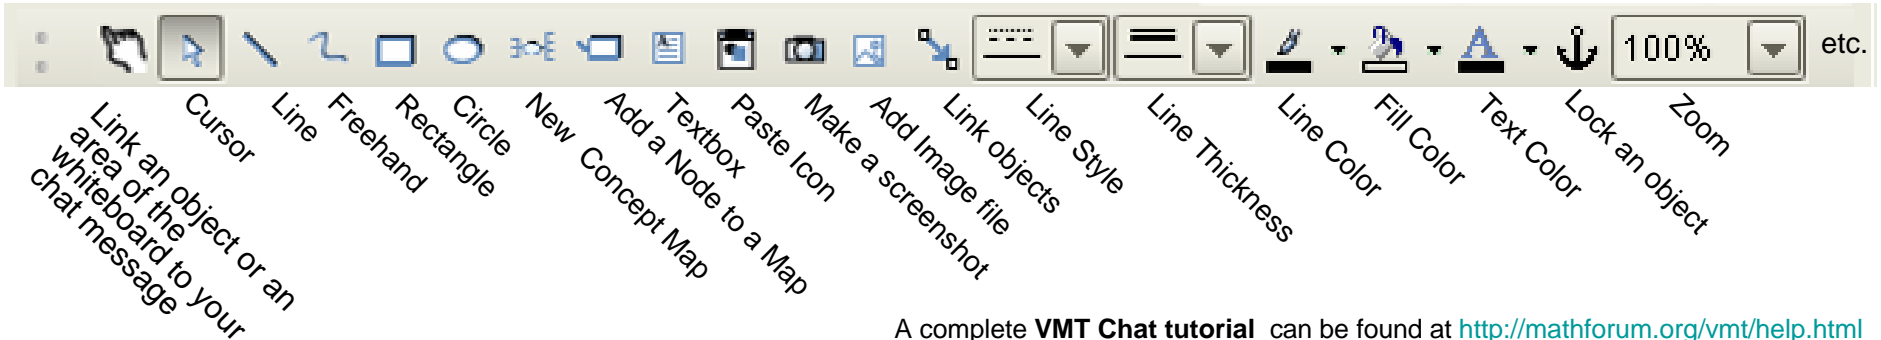 100%
etc.
Link an object or an
area of the
whiteboard to your
chat message
Cursor
Line
Freehand
Rectangle
Circle
New Concept Map
Add a Node to a Map
Textbox
Paste Icon
Make a screenshot
Add Image file
Link objects
Line Style
Line Thickness
Line Color
Fill Color
Text Color
Lock an object
Zoom
A complete VMT Chat tutorial can be found at http://mathforum.org/vmt/help.html